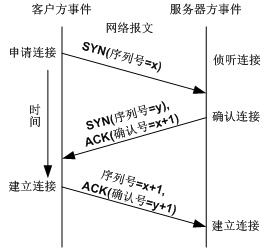 客户方事件
服务器方事件
网络报文
申请连接
SYN(序列号=x)
侦听连接
时间
SYN(序列号=y),
ACK(确认号=x+1)
确认连接
建立连接
序列号=x+1,
ACK(确认号=y+1)
建立连接